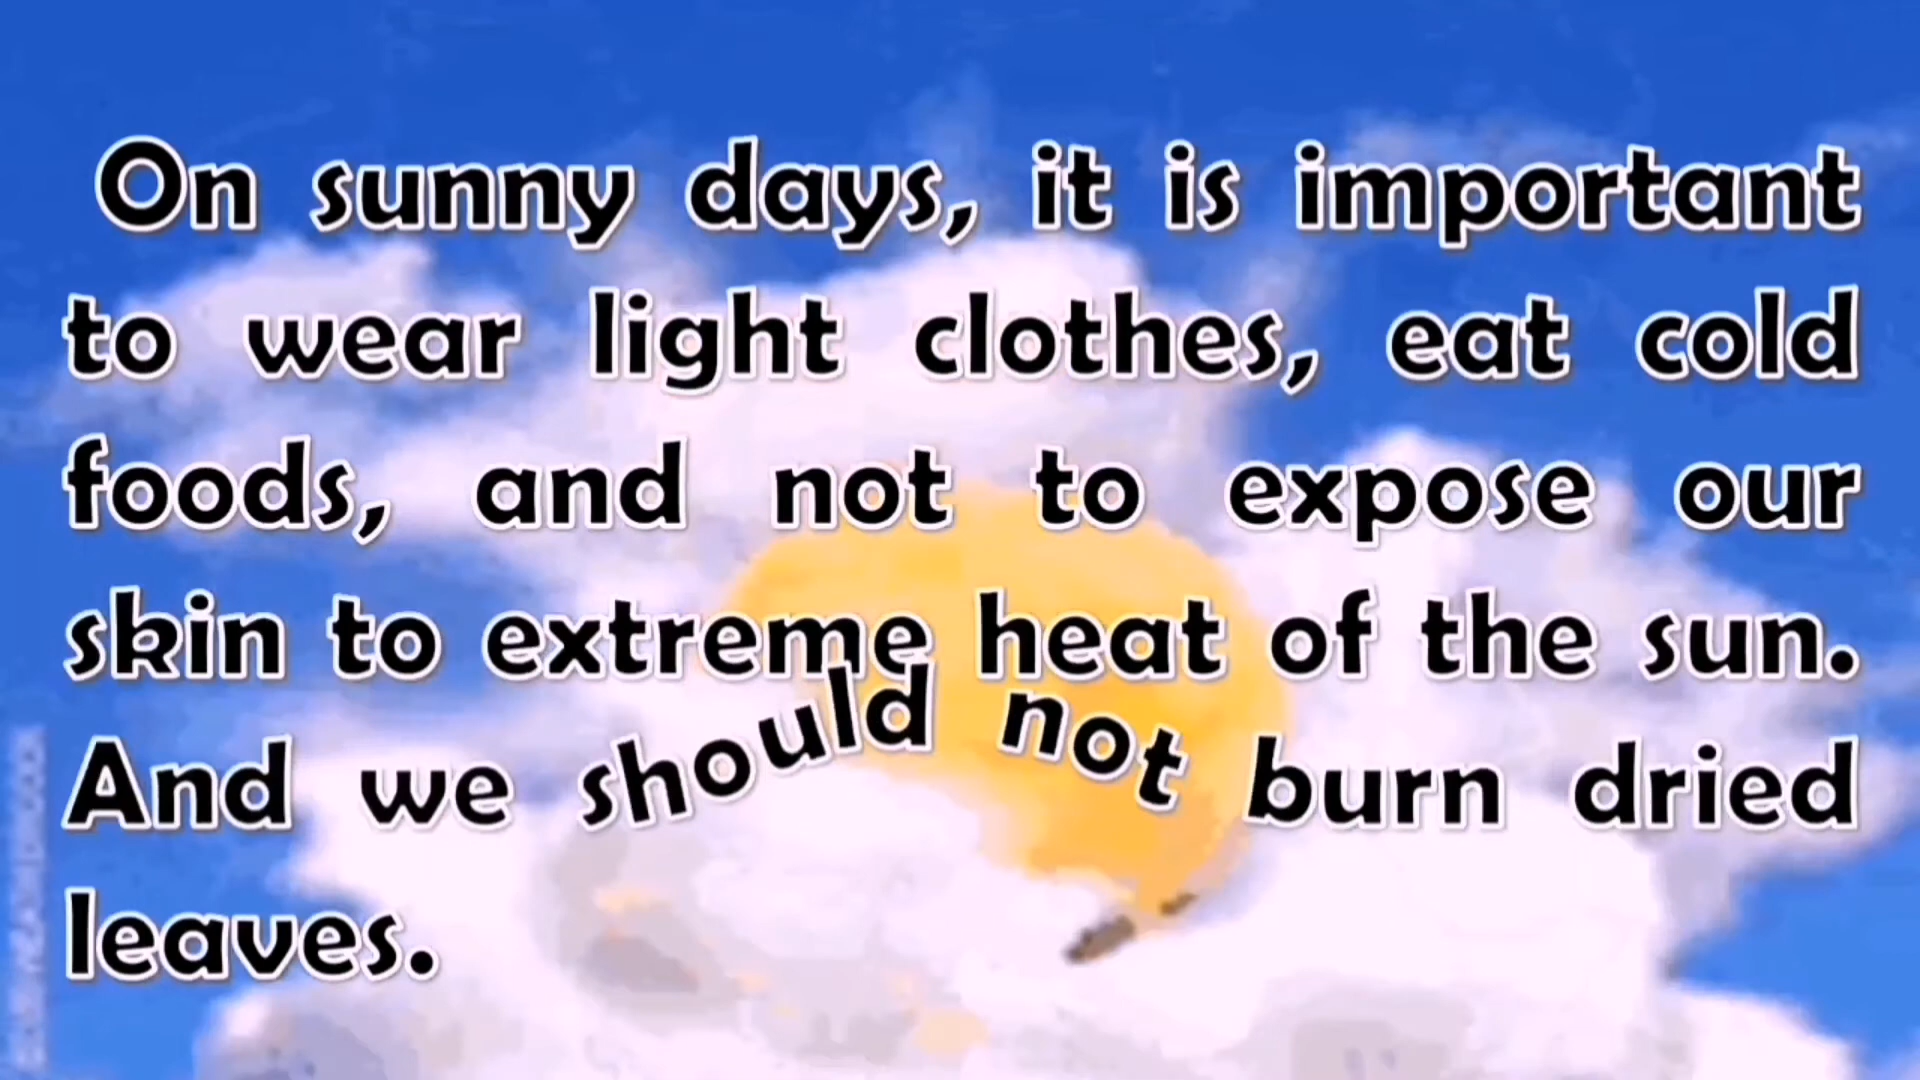 On sunny days, it is important
to wear light clothes, eat cold
foods, and not to expose our
skin to extreme heat of the sun.
And we should not burn dried
leaves.